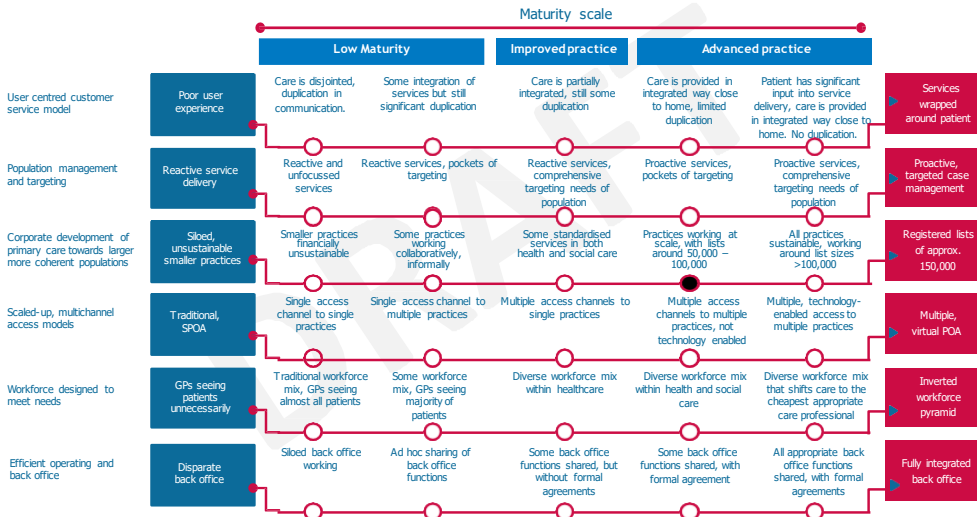 Maturity scale
Low Maturity
Improved practice
Advanced practice
User centred customer
service model
Poor user
experience
Care is disjointed,
duplication in
communication.
Some integration of
services but still
significant duplication
Care is partially
integrated, still some
duplication
Care is provided in
integrated way close
to home, limited
duplication
Patient has significant
input into service
delivery, care is provided
in integrated way close to
home. No duplication.
Services
wrapped
around patient
Population management
and targeting
Reactive service
delivery
Reactive and
unfocussed
services
Reactive services, pockets of
targeting
Reactive services,
comprehensive
targeting needs of
population
Proactive services,
pockets of targeting
Proactive services,
comprehensive
targeting needs of
population
Proactive,
targeted case
management
Corporate development of
primary care towards larger
more coherent populations
Siloed,
unsustainable
smaller practices
Smaller practices
financially
unsustainable
Some practices
working
collaboratively,
informally
Some standardised
services in both
health and social care
Practices working at
scale, with lists
around 50,000 –
100,000
All practices
sustainable, working
around list sizes
>100,000
Registered lists
of approx.
150,000
Scaled-up, multichannel
access models
Traditional,
SPOA
Single access
channel to single
practices
Single access channel to
multiple practices
Multiple access channels to
single practices
Multiple access
channels to multiple
practices, not
technology enabled
Multiple, technology-
enabled access to
multiple practices
Multiple,
virtual POA
Workforce designed to
meet needs
GPs seeing
patients
unnecessarily
Traditional workforce
mix, GPs seeing
almost all patients
Some workforce
mix, GPs seeing
majority of
patients
Diverse workforce mix
within healthcare
Diverse workforce mix
within health and social
care
Diverse workforce mix
that shifts care to the
cheapest appropriate
care professional
Inverted
workforce
pyramid
Efficient operating and
back office
Disparate
back office
Siloed back office
working
Ad hoc sharing of
back office
functions
Some back office
functions shared, but
without formal
agreements
Some back office
functions shared, with
formal agreement
All appropriate back
office functions
shared, with formal
agreements
Fully integrated
back office
DRAFT